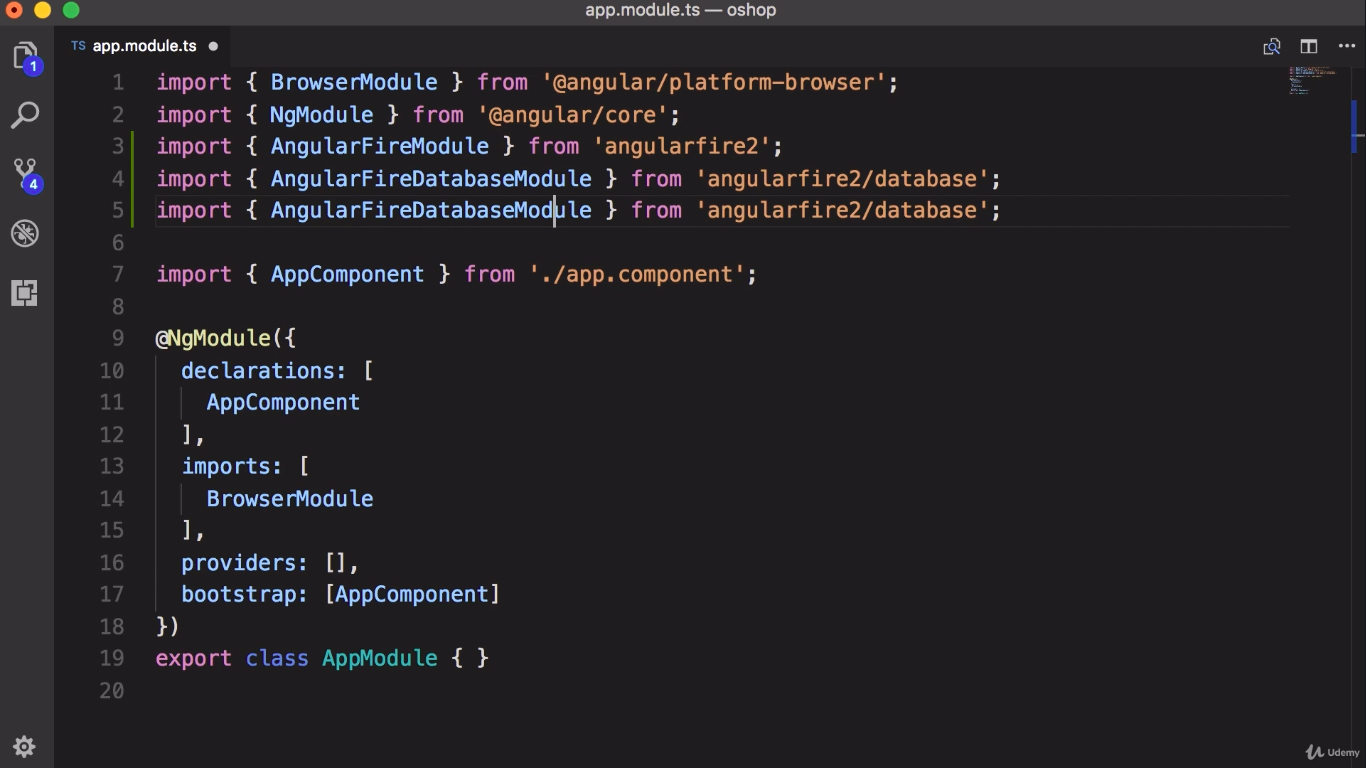 app.module.ts — oshop
TS app.module.ts
1
4
1 import { BrowserModule } from '@angular/platform-browser';
2 import { NgModule } from '@angular/core';
3 import { AngularFireModule } from 'angularfire2';
4 import { AngularFireDatabaseModule } from 'angularfire2/database';
5 import { AngularFireDatabaseModule } from 'angularfire2/database';
6
7 import { AppComponent } from './app.component';
8
9 @NgModule({
10 declarations: [
11 AppComponent
12 ],
13 imports: [
14 BrowserModule
15 ],
16 providers: [],
17 bootstrap: [AppComponent]
18 })
19 export class AppModule { }
20
Udemy